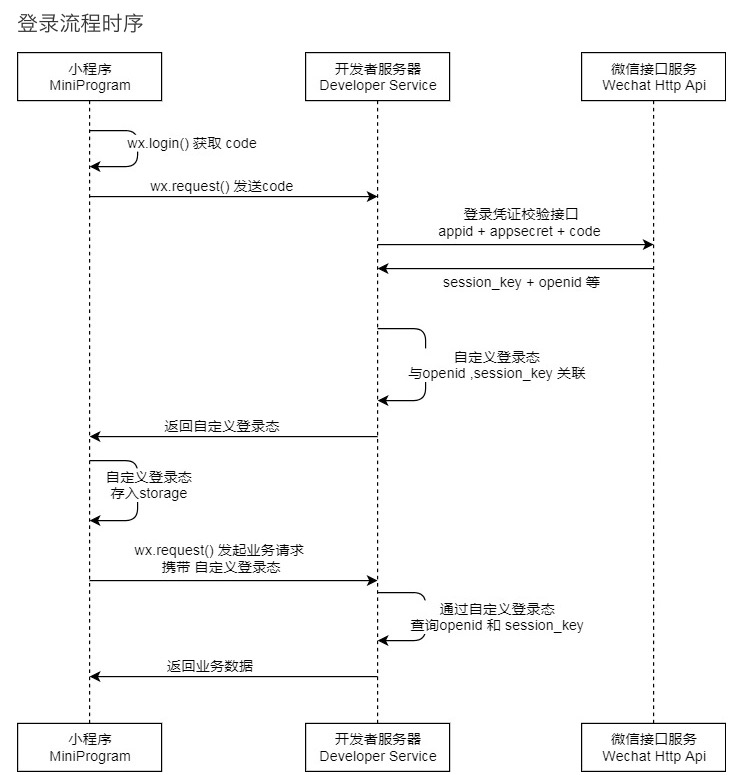 登录流程时序
小程序
MiniProgram
开发者服务器
Developer Service
微信接口服务
Wechat Http Api
wx.login() 获取 code
wx.request() 发送code
登录凭证校验接口
appid + appsecret + code
session_key + openid 等
自定义登录态
与openid ,session_key 关联
返回自定义登录态
自定义登录态
存入storage
wx.request() 发起业务请求
携带 自定义登录态
通过自定义登录态
查询openid 和 session_key
返回业务数据
小程序
MiniProgram
开发者服务器
Developer Service
微信接口服务
Wechat Http Api